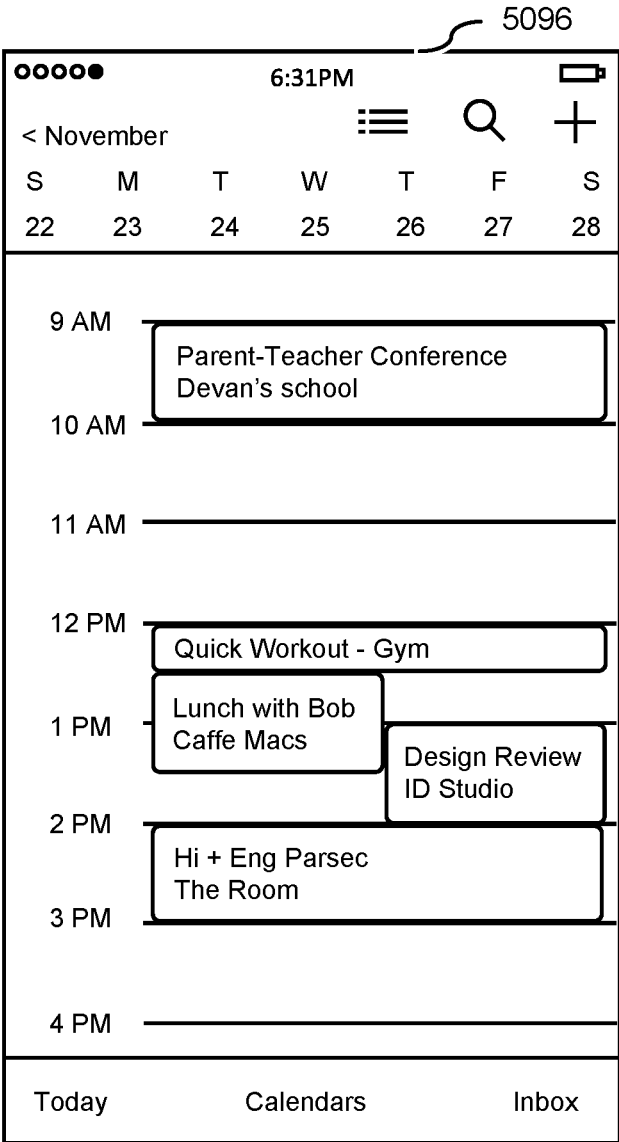 5096
6:31PM
< November
S M T W T F S
22 23 24 25 26 27 28
9 AM
Parent-Teacher Conference
Devan’s school
10 AM
11 AM
12 PM
Quick Workout - Gym
Lunch with Bob
Caffe Macs
1 PM
Design Review
ID Studio
2 PM
Hi + Eng Parsec
The Room
3 PM
4 PM
Today Calendars Inbox